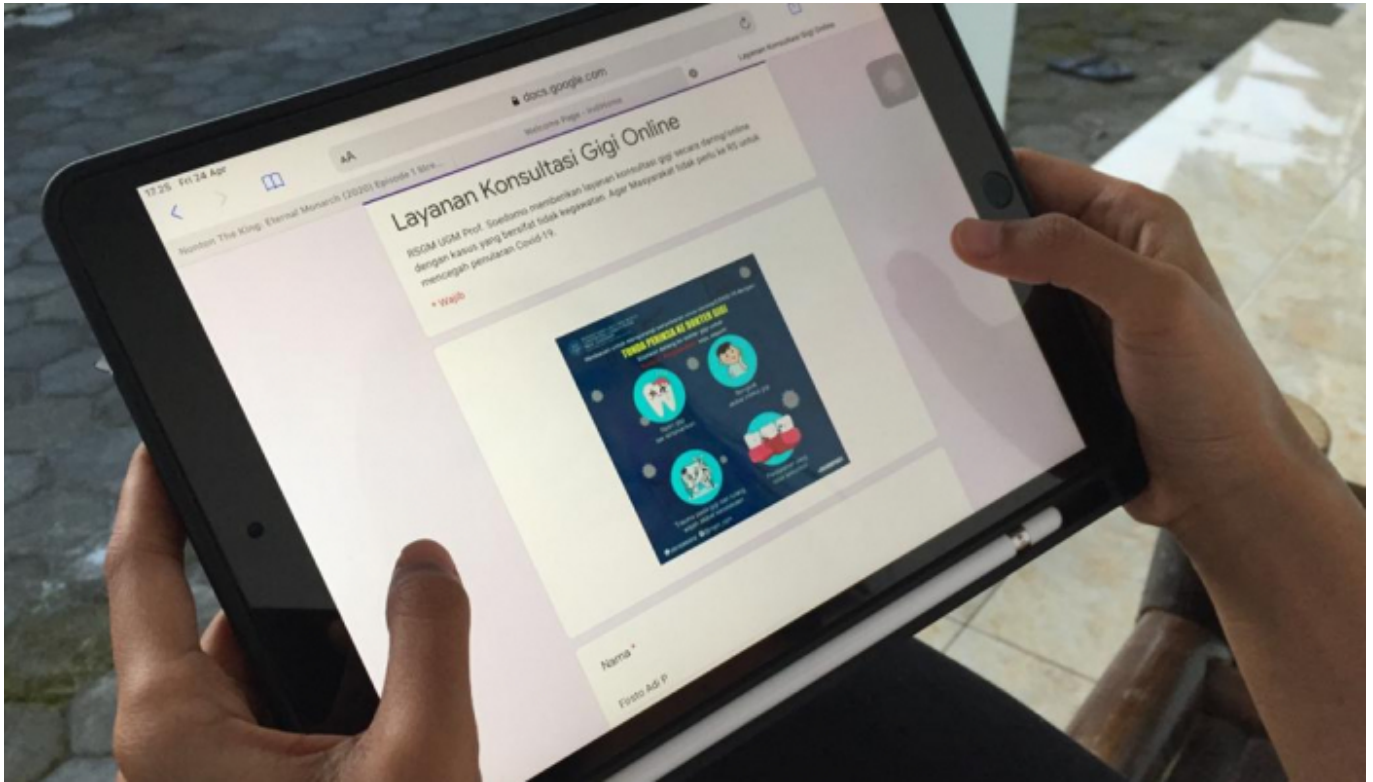 17.25 Fri 24 Apr
AA
docs.google.com
Nonton The King: Eternal Monarch (2020) Episode 1 Stre...
Welcome Page - IndiHome
Layanan Konsultasi Gigi Online
Layanan Konsultasi Gigi Online
RSGM UGM Prof. Soedomo memberikan layanan konsultasi gigi secara daring/online
dengan kasus yang bersifat tidak kegawatan. Agar Masyarakat tidak perlu ke RS untuk
mencegah penularan Covid-19.
* Wajib
TUNDA PERIKSA KE DOKTER GIGI
Nama *
Firsto Adi P